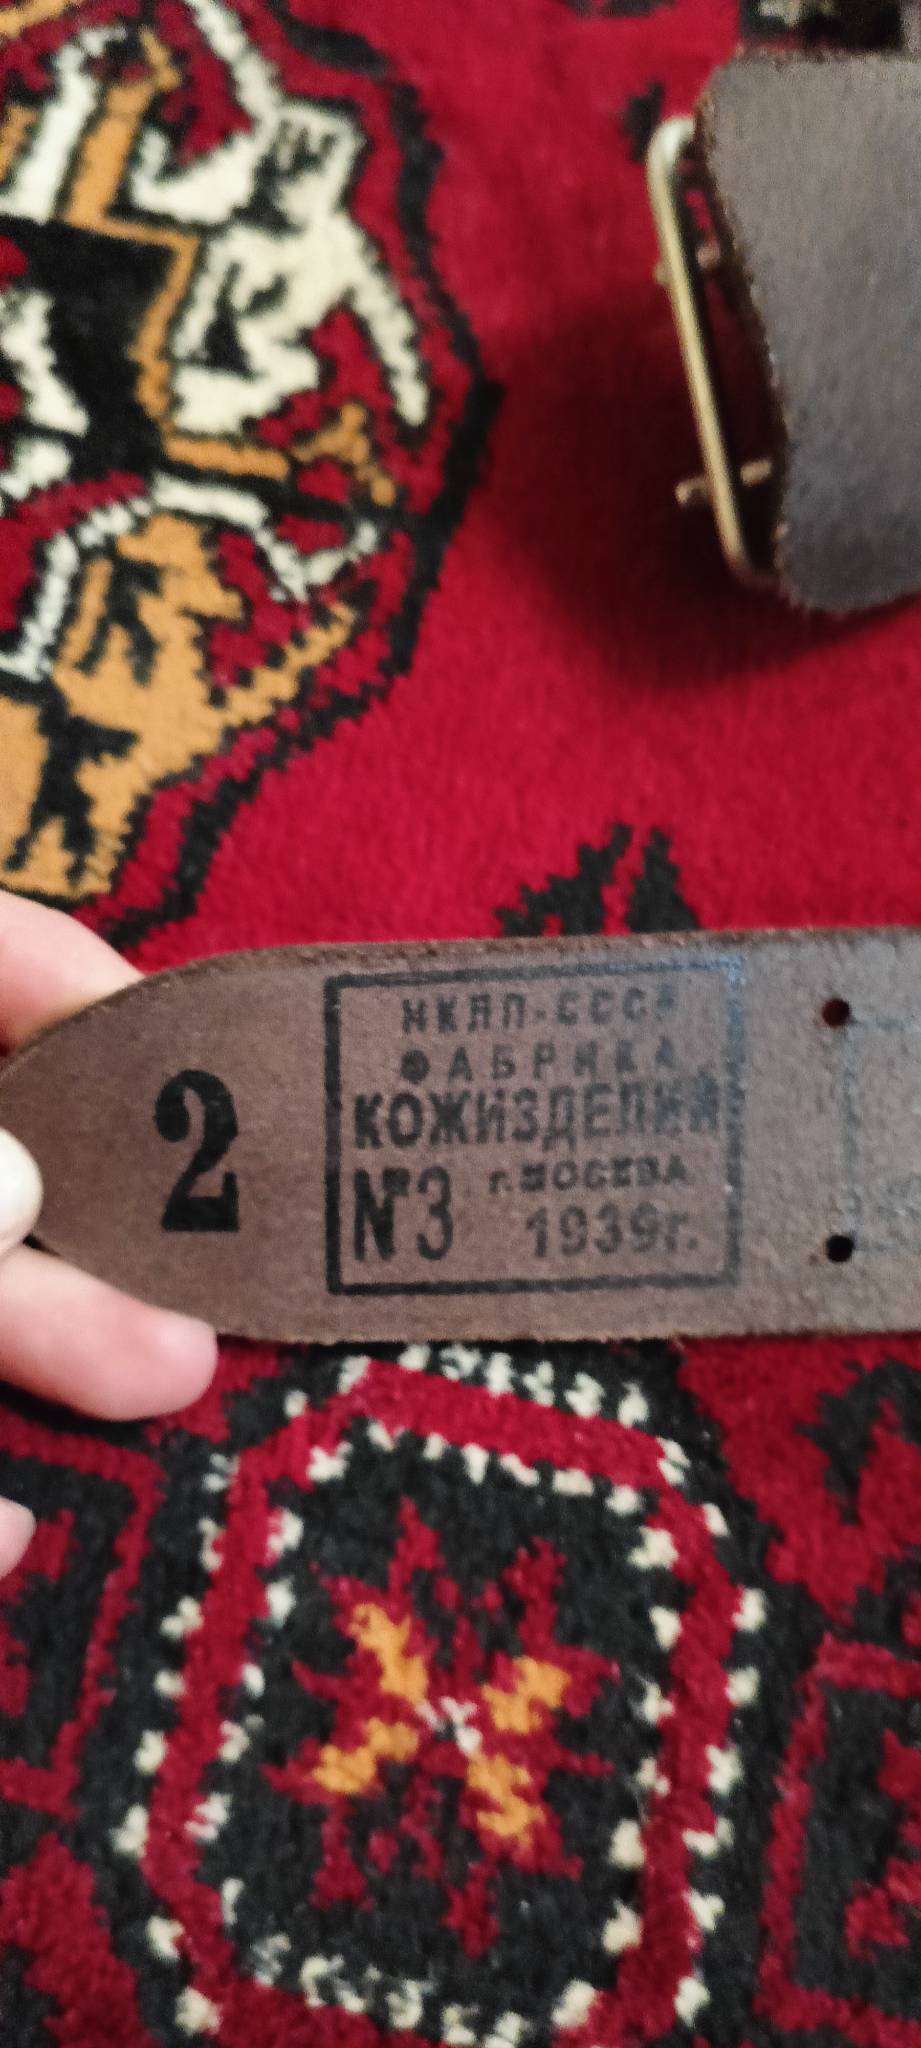 2
НКЛП-СССР
ФАБРИКА
КОЖИЗДЕЛИЙ
№3 г.МОСКВА
1939г.